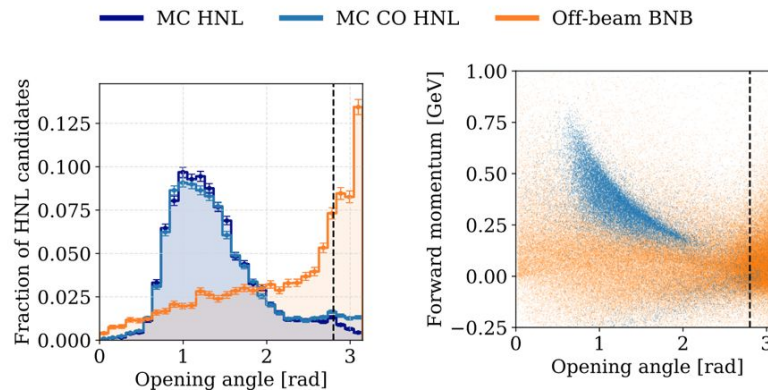 MC HNL MC CO HNL Off-beam BNB
Fraction of HNL candidates
0.125
0.100
0.075
0.050
0.025
0.000
0 1 2 3
Opening angle [rad]
Forward momentum [GeV]
1.00
0.75
0.50
0.25
0.00
−0.25
0 1 2 3
Opening angle [rad]